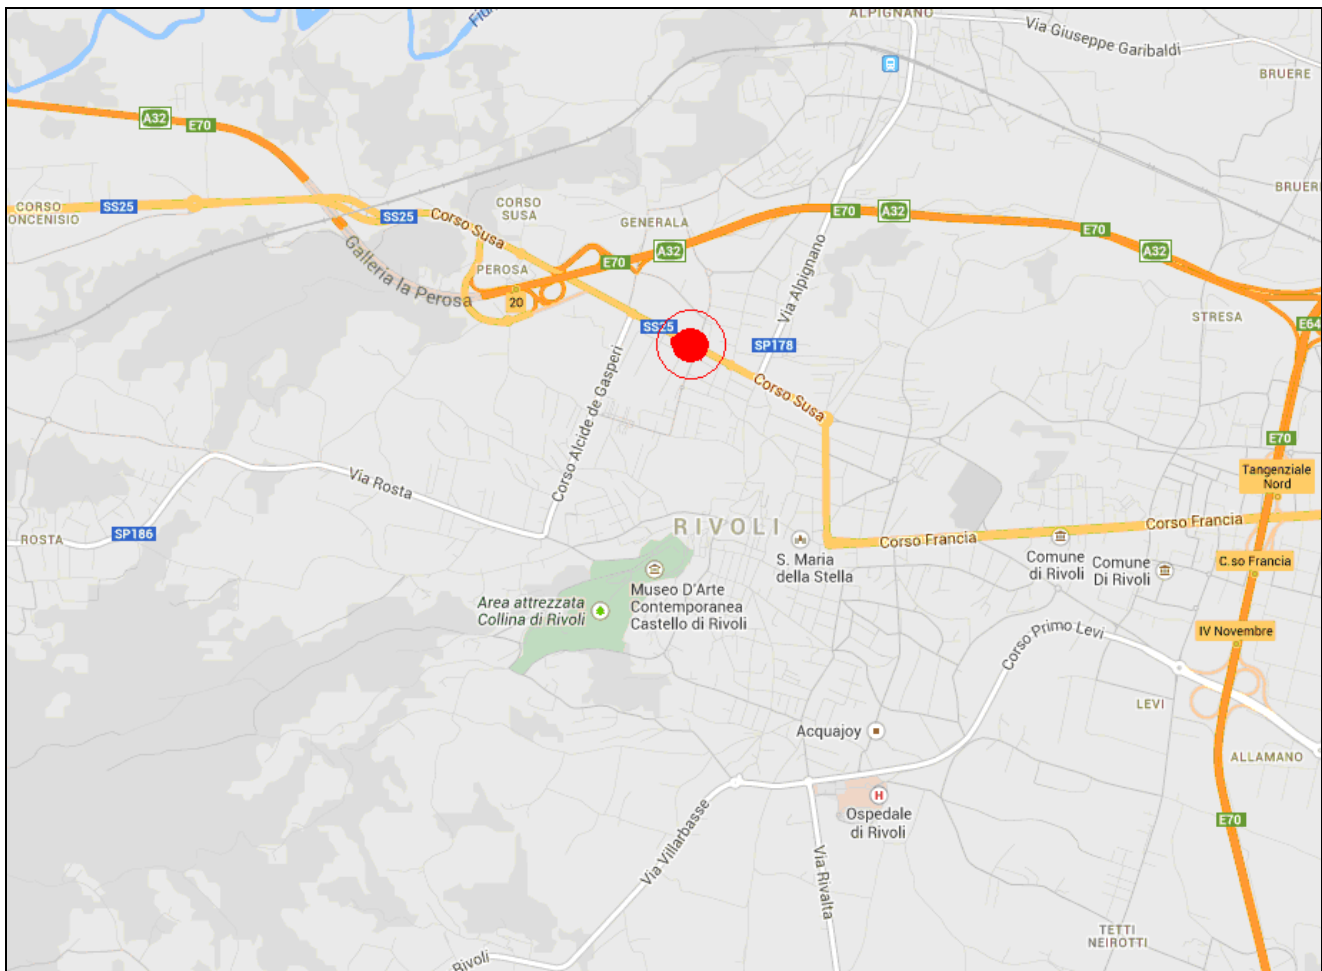 Fium
ALPIGNANO
Via Giuseppe Garibaldi
BRUERE
A32
E70
BRUER
CORSO
ONCENISIO
SS25
SS25
Corso Susa
CORSO
SUSA
GENERALA
E70
A32
E70
A32
E70
A32
PEROSA
20
Galleria la Perosa
Via Alpignano
STRESA
E64
SS25
SP178
Corso Susa
Corso Alcide de Gasperi
E70
Tangenziale
Nord
Via Rosta
ROSTA
SP186
RIVOLI
Corso Francia
Corso Francia
S. Maria
della Stella
Comune
di Rivoli
Comune
Di Rivoli
C.so Francia
Museo D'Arte
Contemporanea
Castello di Rivoli
Area attrezzata
Collina di Rivoli
IV Novembre
Corso Primo Levi
LEVI
Acquajoy
ALLAMANO
H
Ospedale
di Rivoli
E70
Via Villarbasse
Via Rivalta
TETTI
NEIROTTI
Rivoli